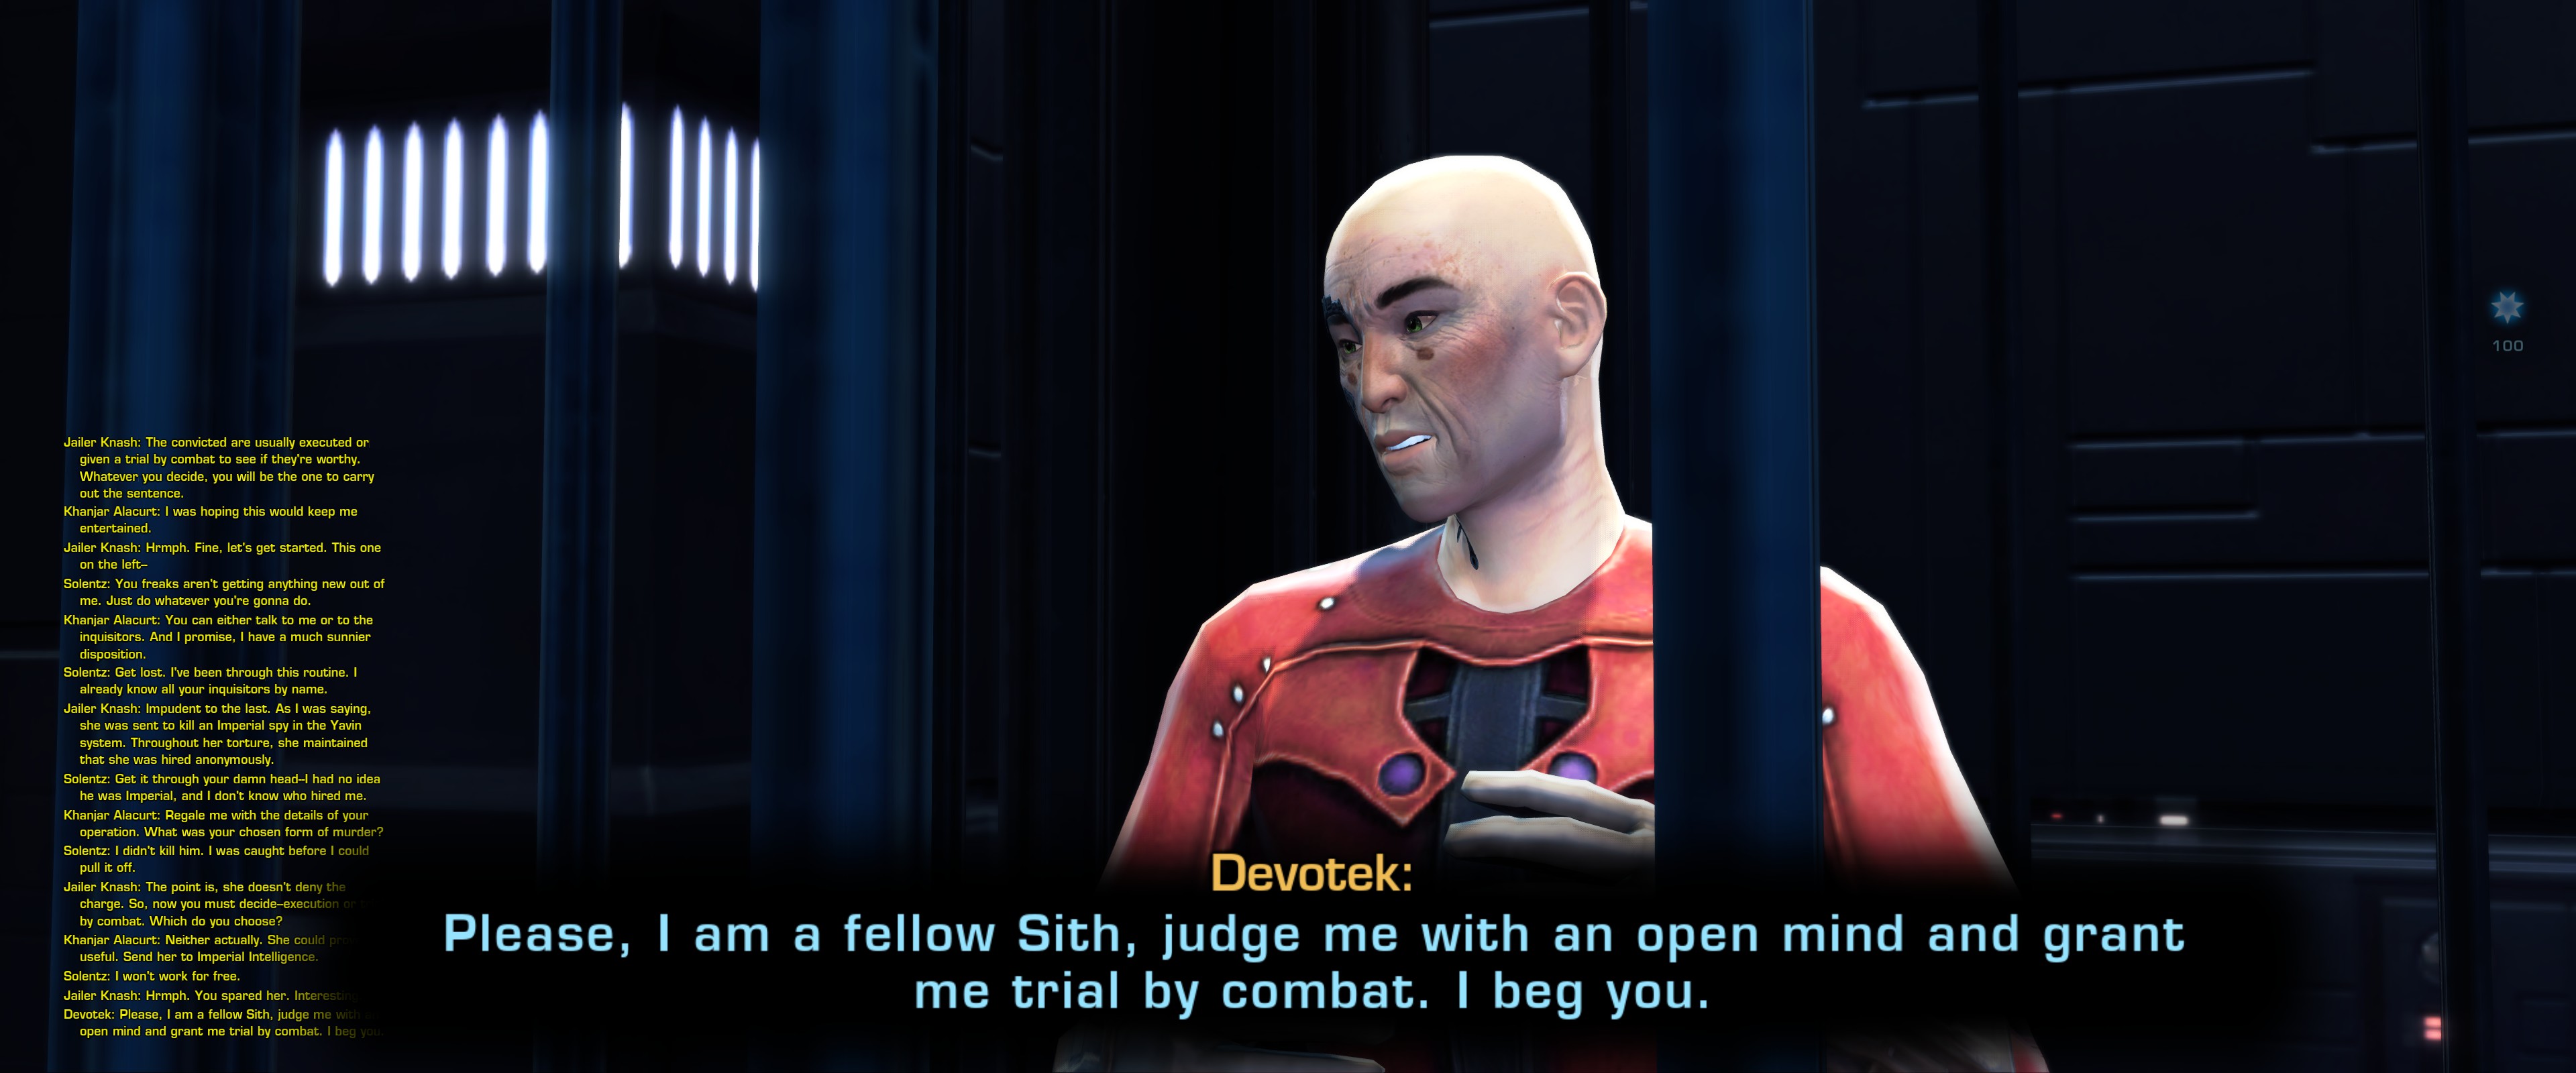 Jailer Knash: The convicted are usually executed or
given a trial by combat to see if they're worthy.
Whatever you decide, you will be the one to carry
out the sentence.
Khanjar Alacurt: I was hoping this would keep me
entertained.
Jailer Knash: Hrmph. Fine, let's get started. This one
on the left–
Solentz: You freaks aren't getting anything new out of
me. Just do whatever you're gonna do.
Khanjar Alacurt: You can either talk to me or to the
inquisitors. And I promise, I have a much sunnier
disposition.
Solentz: Get lost. I've been through this routine. I
already know all your inquisitors by name.
Jailer Knash: Impudent to the last. As I was saying,
she was sent to kill an Imperial spy in the Yavin
system. Throughout her torture, she maintained
that she was hired anonymously.
Solentz: Get it through your damn head–I had no idea
he was Imperial, and I don't know who hired me.
Khanjar Alacurt: Regale me with the details of your
operation. What was your chosen form of murder?
Solentz: I didn't kill him. I was caught before I could
pull it off.
Jailer Knash: The point is, she doesn't deny the
charge. So, now you must decide–execution or
by combat. Which do you choose?
Khanjar Alacurt: Neither actually. She could
useful. Send her to Imperial Intelligence.
Solentz: I won't work for free.
Jailer Knash: Hrmph. You spared her. Interesting
Devotek: Please, I am a fellow Sith, judge me with
open mind and grant me trial by combat. I beg you.
Devotek:
Please, I am a fellow Sith, judge me with an open mind and grant
me trial by combat. I beg you.
100